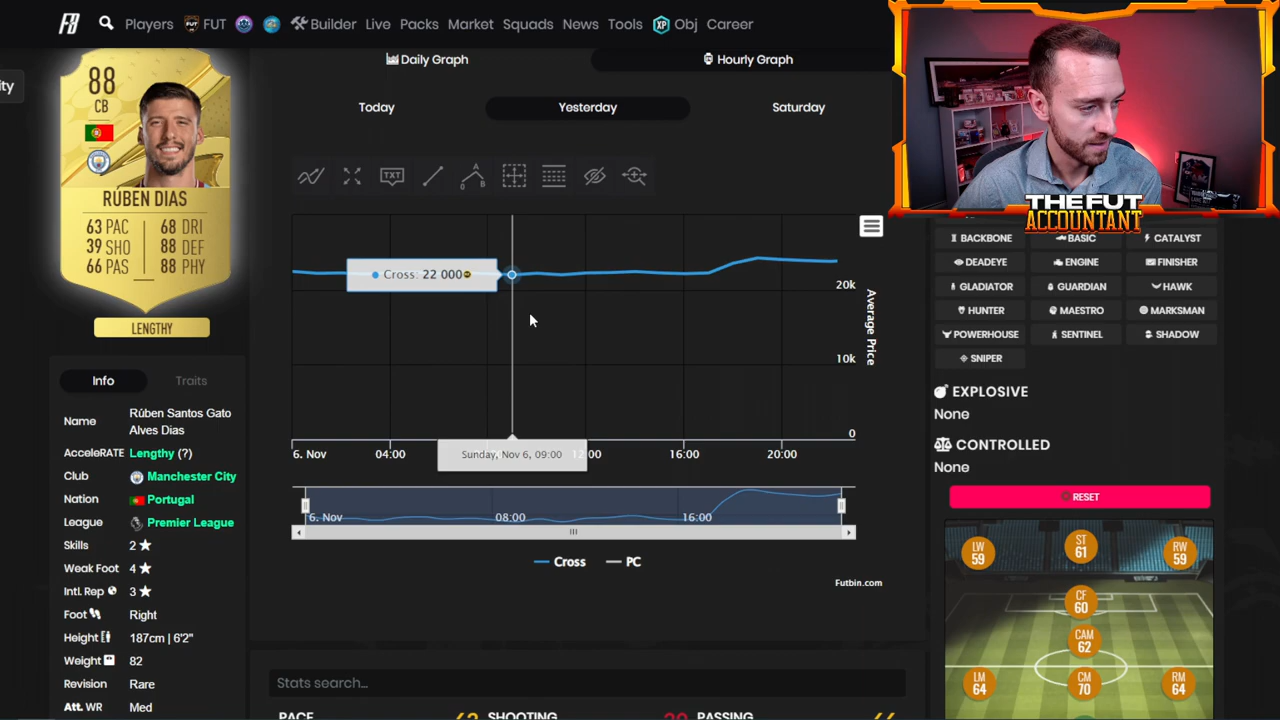 Players FUT Builder Live Packs Market Squads News Tools XP Obj Career
ity
88
CB
RÚBEN DIAS
63 PAC 68 DRI
39 SHO 88 DEF
66 PAS 88 PHY
LENGTHY
Info Traits
Name Rúben Santos Gato
Alves Dias
AcceleRATE Lengthy (?)
Club Manchester City
Nation Portugal
League Premier League
Skills 2
Weak Foot 4
Intl. Rep 3
Foot Right
Height 187cm | 6'2"
Weight 82
Revision Rare
Att. WR Med
Daily Graph Hourly Graph
Today Yesterday Saturday
TXT
A
B
Cross: 22 000
20k
10k
0
Average Price
6. Nov 04:00 12:00 16:00 20:00
Sunday, Nov 6, 09:00
6. Nov 08:00 16:00
Cross PC
Futbin.com
Stats search...
PACE SHOOTING PASSING
THE FUT
ACCOUNTANT
BACKBONE BASIC CATALYST
DEADEYE ENGINE FINISHER
GLADIATOR GUARDIAN HAWK
HUNTER MAESTRO MARKSMAN
POWERHOUSE SENTINEL SHADOW
SNIPER
EXPLOSIVE
None
CONTROLLED
None
RESET
LW
59
ST
61
RW
59
CF
60
CAM
62
LM
64
CM
70
RM
64